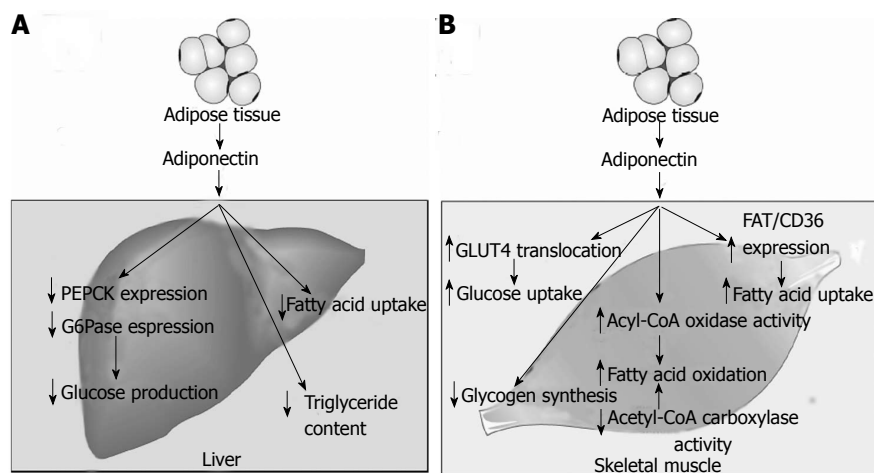 A
Adipose tissue
Adiponectin
↓ PEPCK expression
↓ G6Pase espression
↓ Glucose production
↓ Fatty acid uptake
↓ Triglyceride
content
Liver
B
Adipose tissue
Adiponectin
↑ GLUT4 translocation
↑ Glucose uptake
FAT/CD36
↑ expression
↑ Fatty acid uptake
↑ Acyl-CoA oxidase activity
↑ Fatty acid oxidation
↓ Glycogen synthesis
↓ Acetyl-CoA carboxylase
activity
Skeletal muscle